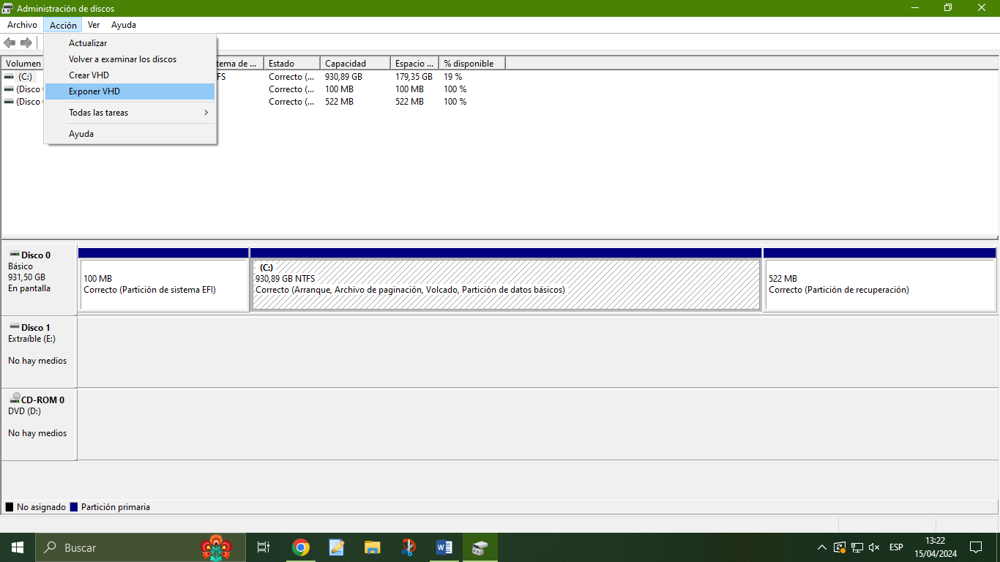 Administración de discos
Archivo Acción Ver Ayuda
Actualizar
Volver a examinar los discos
Crear VHD
Exponer VHD
Todas las tareas
Ayuda
Volumen tema de ... Estado Capacidad Espacio ... % disponible
(C:) FS Correcto (... 930,89 GB 179,35 GB 19 %
(Disco Correcto (... 100 MB 100 MB 100 %
(Disco Correcto (... 522 MB 522 MB 100 %
Disco 0
Básico
931,50 GB
En pantalla
100 MB
Correcto (Partición de sistema EFI)
(C:)
930,89 GB NTFS
Correcto (Arranque, Archivo de paginación, Volcado, Partición de datos básicos)
522 MB
Correcto (Partición de recuperación)
Disco 1
Extraíble (E:)
No hay medios
CD-ROM 0
DVD (D:)
No hay medios
No asignado Partición primaria
Buscar
W
ESP
13:22
15/04/2024